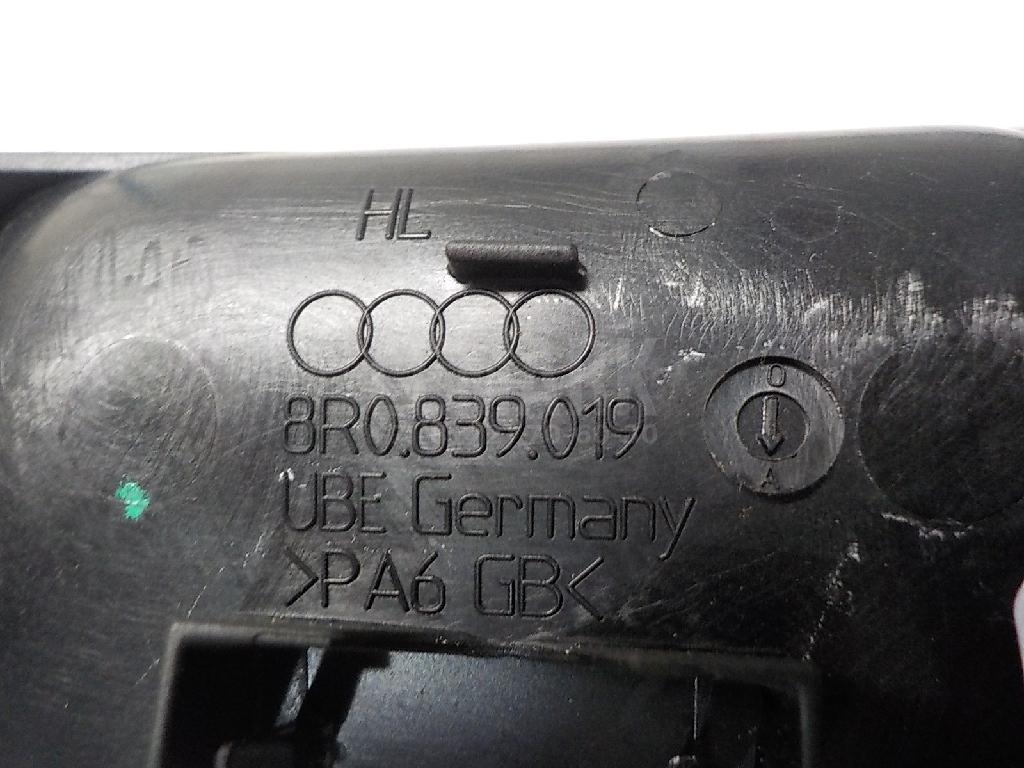 HL
8R0.839.019
O
A
UBE Germany
>PA6 GB<